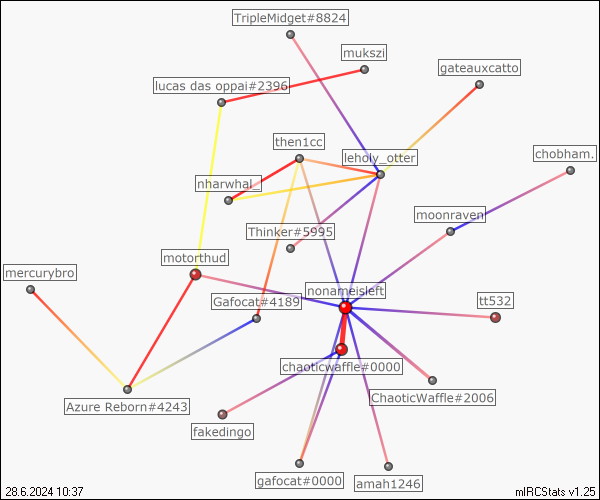 TripleMidget#8824
mukszi
gateauxcatto
lucas das oppai#2396
then1cc
leholy_otter
chobham.
nharwhal_
moonraven
Thinker#5995
motorthud
mercurybro
nonameisleft
Gafocat#4189
tt532
chaoticwaffle#0000
ChaoticWaffle#2006
Azure Reborn#4243
fakedingo
gafocat#0000
amah1246
28.6.2024 10:37
mIRCStats v1.25